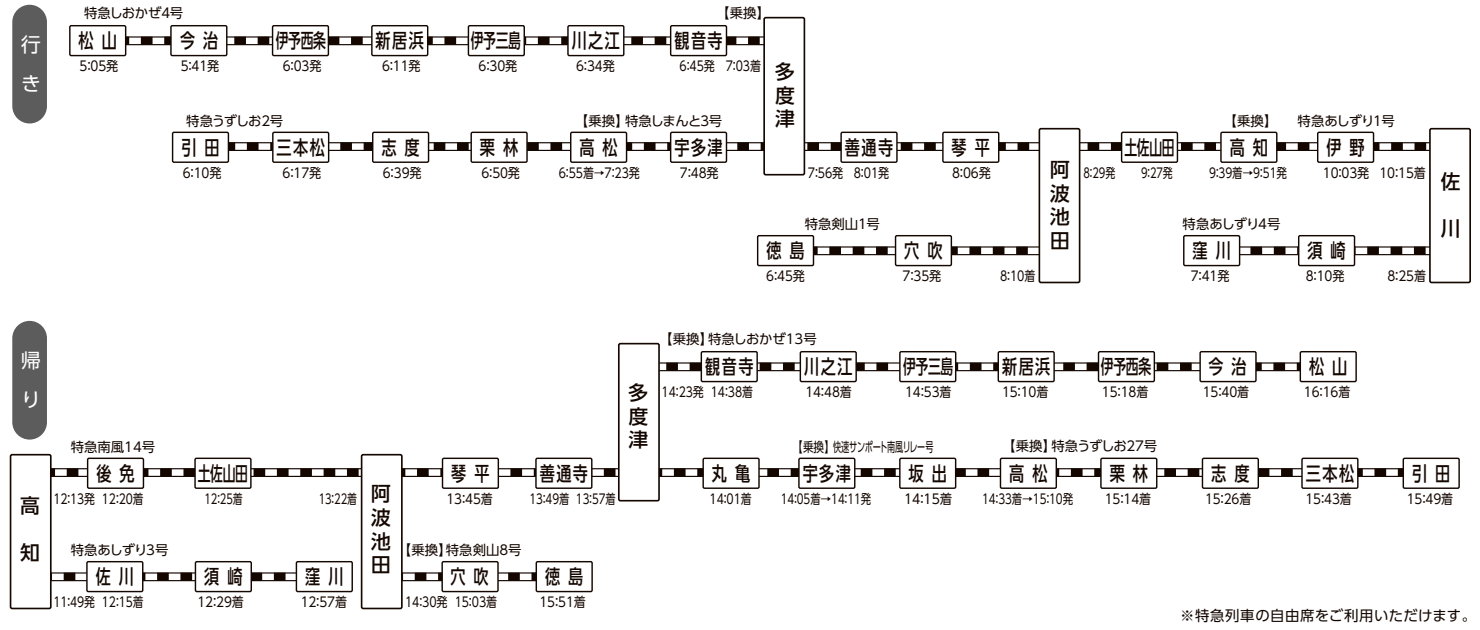 行き
特急しおかぜ4号
【乗換】
松山 今治 伊予西条 新居浜 伊予三島 川之江 観音寺
5:05発 5:41発 6:03発 6:11発 6:30発 6:34発 6:45発 7:03着
多度津
特急うずしお2号 【乗換】特急しまんと3号
引田 三本松 志度 栗林 高松 宇多津
6:10発 6:17発 6:39発 6:50発 6:55着→7:23発 7:48発
善通寺 琴平
7:56発 8:01発 8:06発
特急剣山1号
徳島 穴吹
6:45発 7:35発 8:10着
阿波池田
【乗換】 特急あしずり1号
土佐山田 高知 伊野
8:29発 9:27発 9:39着→9:51発 10:03発 10:15着
特急あしずり4号
窪川 須崎
7:41発 8:10発 8:25着
佐川
帰り
【乗換】特急しおかぜ13号
観音寺 川之江 伊予三島 新居浜 伊予西条 今治 松山
14:23発 14:38着 14:48着 14:53着 15:10着 15:18着 15:40着 16:16着
多度津
高知
特急南風14号
後免 土佐山田
12:13発 12:20着 12:25着 13:22着
特急あしずり3号
佐川 須崎 窪川
11:49発 12:15着 12:29着 12:57着
阿波池田
琴平 善通寺
13:45着 13:49着 13:57着
【乗換】特急剣山8号
穴吹 徳島
14:30発 15:03着 15:51着
【乗換】快速サンポート南風リレー号 【乗換】特急うずしお27号
丸亀 宇多津 坂出 高松 栗林 志度 三本松 引田
14:01着 14:05着→14:11発 14:15着 14:33着→15:10発 15:14着 15:26着 15:43着 15:49着
※特急列車の自由席をご利用いただけます。